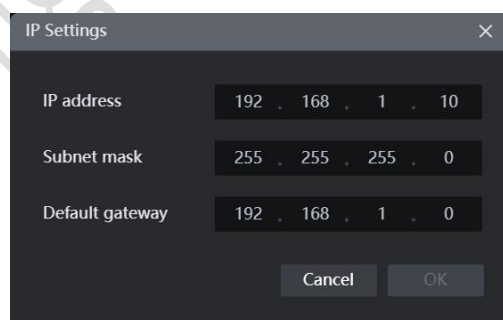 IP Settings
IP address 192 . 168 . 1 . 10
Subnet mask 255 . 255 . 255 . 0
Default gateway 192 . 168 . 1 . 0
Cancel OK